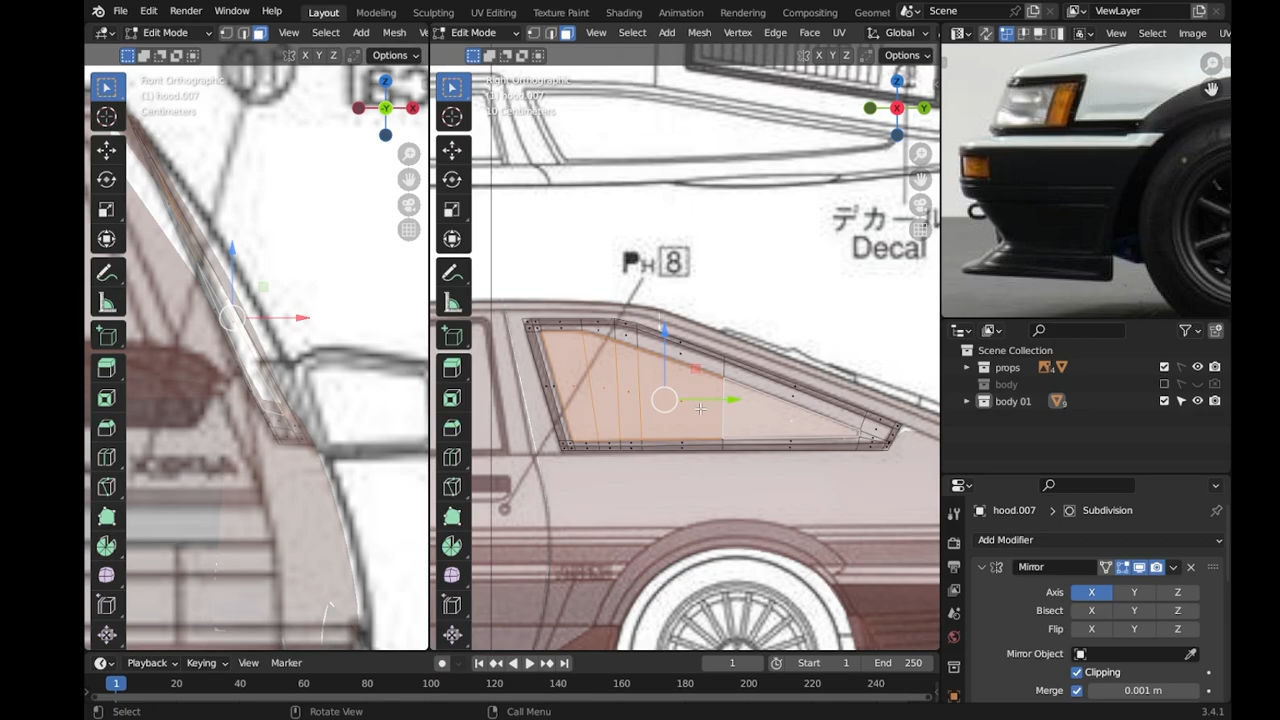 File Edit Render Window Help Layout Modeling Sculpting UV Editing Texture Paint Shading Animation Rendering Compositing Geomet Scene ViewLayer
Edit Mode View Select Add Mesh Ve Edit Mode View Select Add Mesh Vertex Edge Face UV Global View Select Image UV
X Y Z Options X Y Z Options
Front Orthographic
(1) hood.007
Centimeters
Right Orthographic
(1) hood.007
10 Centimeters
Z
Y
X
Z
X
Y
デカール
Decal
PH 8
Scene Collection
props 4
body
body 01 9
hood.007 > Subdivision
Add Modifier
Mirror
Axis X Y Z
Bisect X Y Z
Flip X Y Z
Mirror Object
Clipping
Merge 0.001 m
Playback Keying View Marker 1 Start 1 End 250
1 20 40 60 80 100 120 140 160 180 200 220 240
Select Rotate View Call Menu 3.4.1